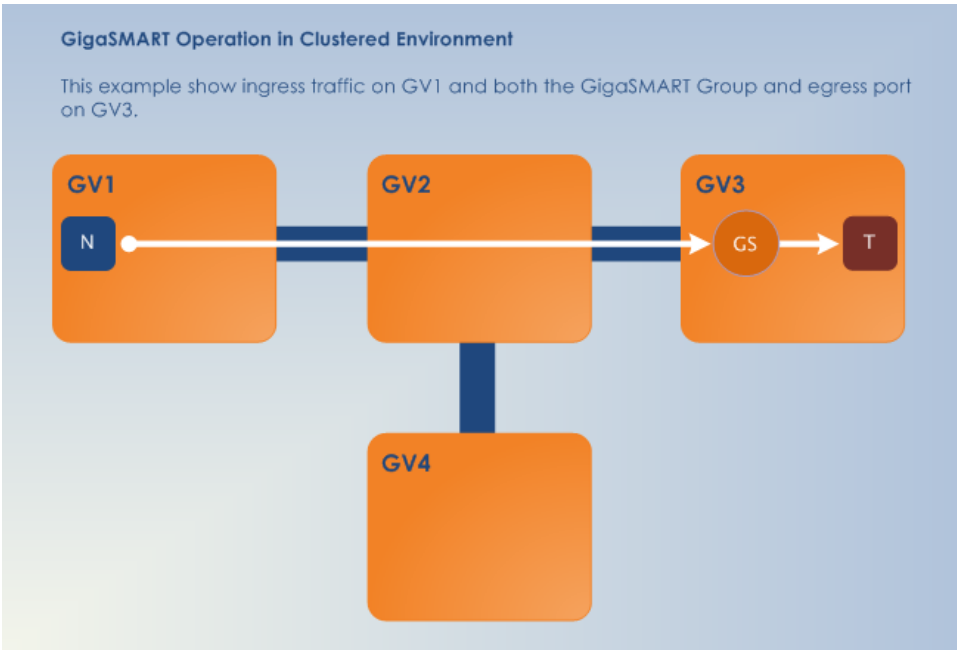 GigaSMART Operation in Clustered Environment
This example show ingress traffic on GV1 and both the GigaSMART Group and egress port
on GV3.
GV1
GV2
GV3
N
GS
T
GV4